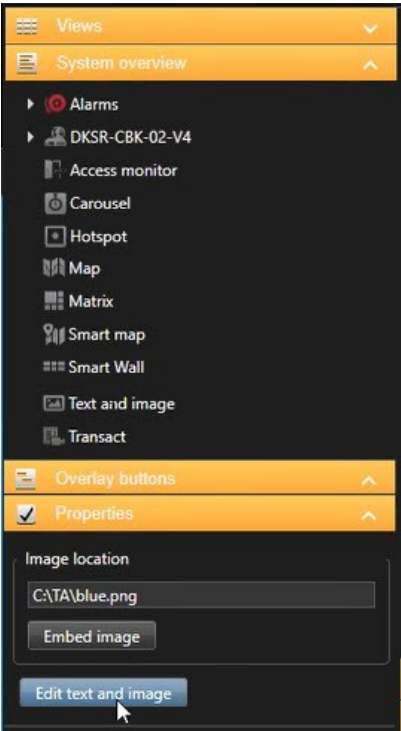 Views
System overview
Alarms
DKSR-CBK-02-V4
Access monitor
Carousel
Hotspot
Map
Matrix
Smart map
Smart Wall
Text and image
Transact
Overlay buttons
Properties
Image location
C:\TA\blue.png
Embed image
Edit text and image